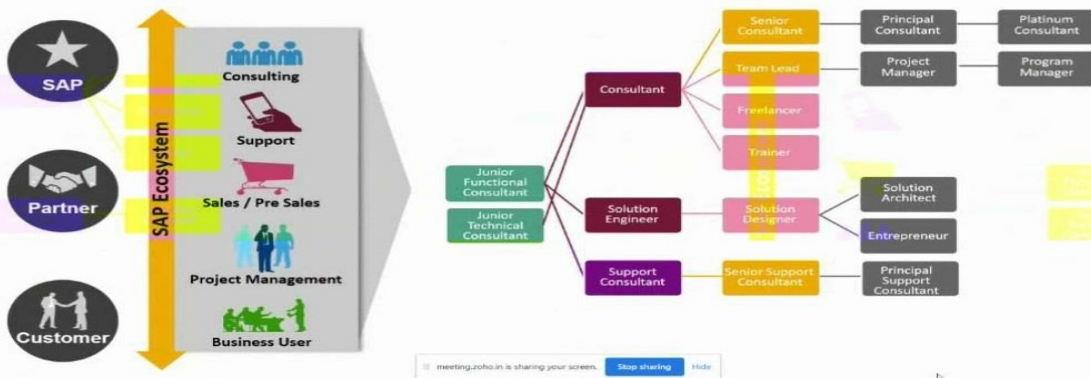 SAP
Partner
Customer
SAP Ecosystem
Consulting
Support
Sales / Pre Sales
Project Management
Business User
Junior
Functional
Consultant
Junior
Technical
Consultant
Consultant
Solution
Engineer
Support
Consultant
Senior
Consultant
Team Lead
Freelancer
Trainer
Solution
Designer
Senior Support
Consultant
Principal
Consultant
Platinum
Consultant
Project
Manager
Program
Manager
Solution
Architect
Entrepreneur
Principal
Support
Consultant
meeting.zoho.in is sharing your screen.
Stop sharing
Hide